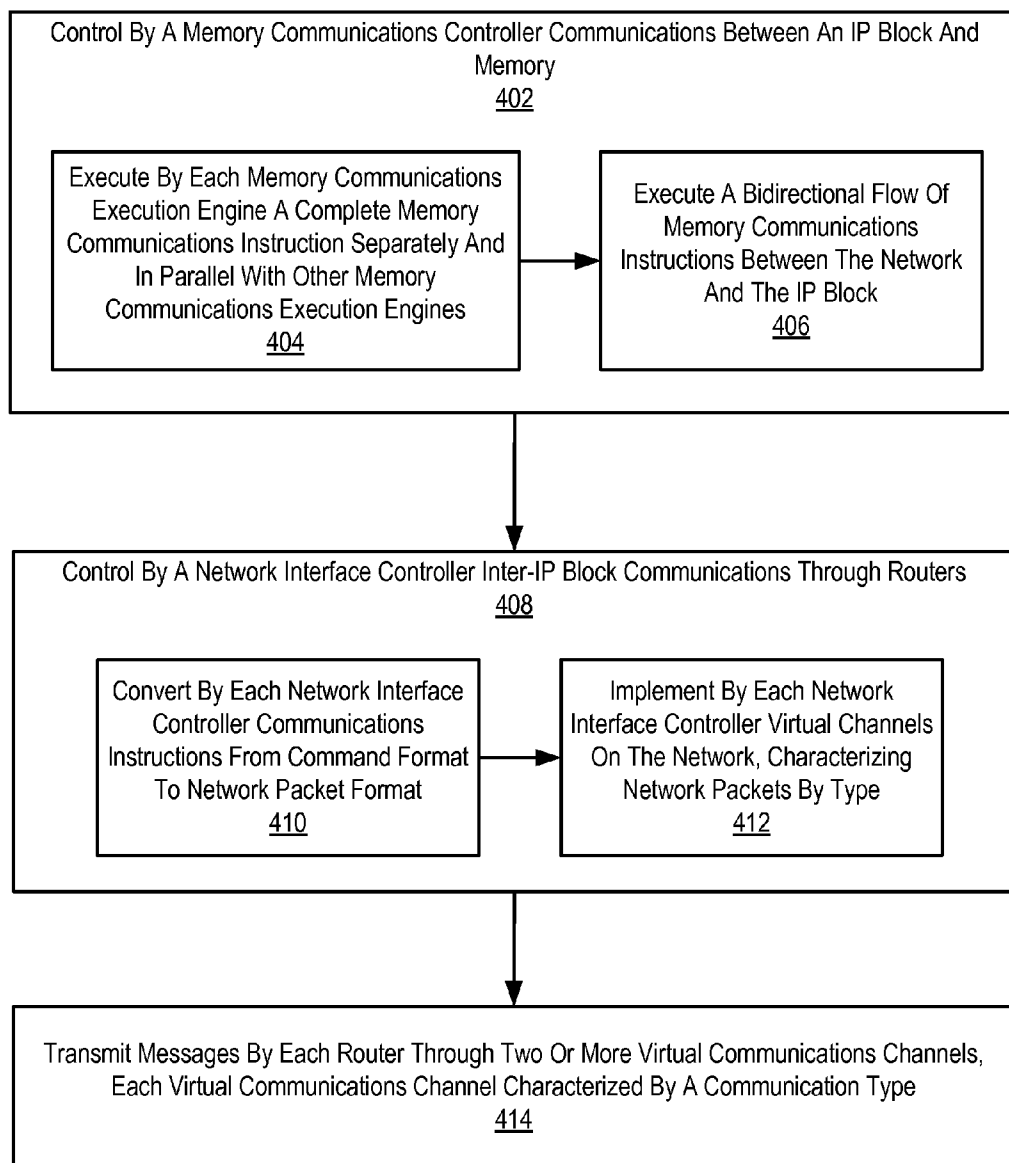 Control By A Memory Communications Controller Communications Between An IP Block And
Memory
402
Execute By Each Memory Communications
Execution Engine A Complete Memory
Communications Instruction Separately And
In Parallel With Other Memory
Communications Execution Engines
404
Execute A Bidirectional Flow Of
Memory Communications
Instructions Between The Network
And The IP Block
406
Control By A Network Interface Controller Inter-IP Block Communications Through Routers
408
Convert By Each Network Interface
Controller Communications
Instructions From Command Format
To Network Packet Format
410
Implement By Each Network
Interface Controller Virtual Channels
On The Network, Characterizing
Network Packets By Type
412
Transmit Messages By Each Router Through Two Or More Virtual Communications Channels,
Each Virtual Communications Channel Characterized By A Communication Type
414